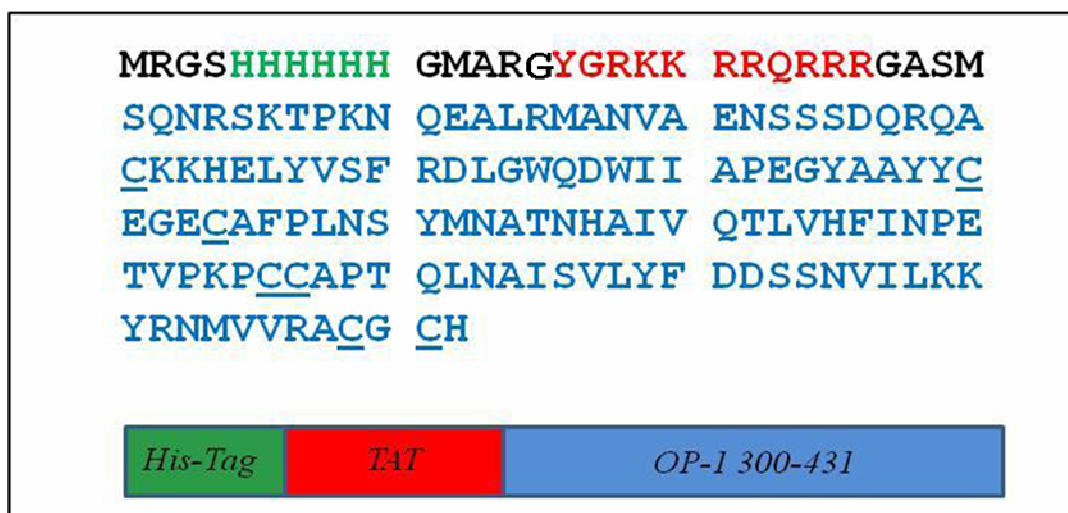 MRGSHHHHHH GMARGYGRKK RRQRRRGASM
SQNRSKTPKN QEALRMANVA ENSSSDQRQA
CKKHELYVSF RDLGWQDWII APEGYAAYYC
EGECAFPLNS YMNATNHAIV QTLVHFINPE
TVPKPCCAPT QLNAISVLYF DDSSNVILKK
YRNMVVRACG CH
His-Tag TAT OP-1 300-431